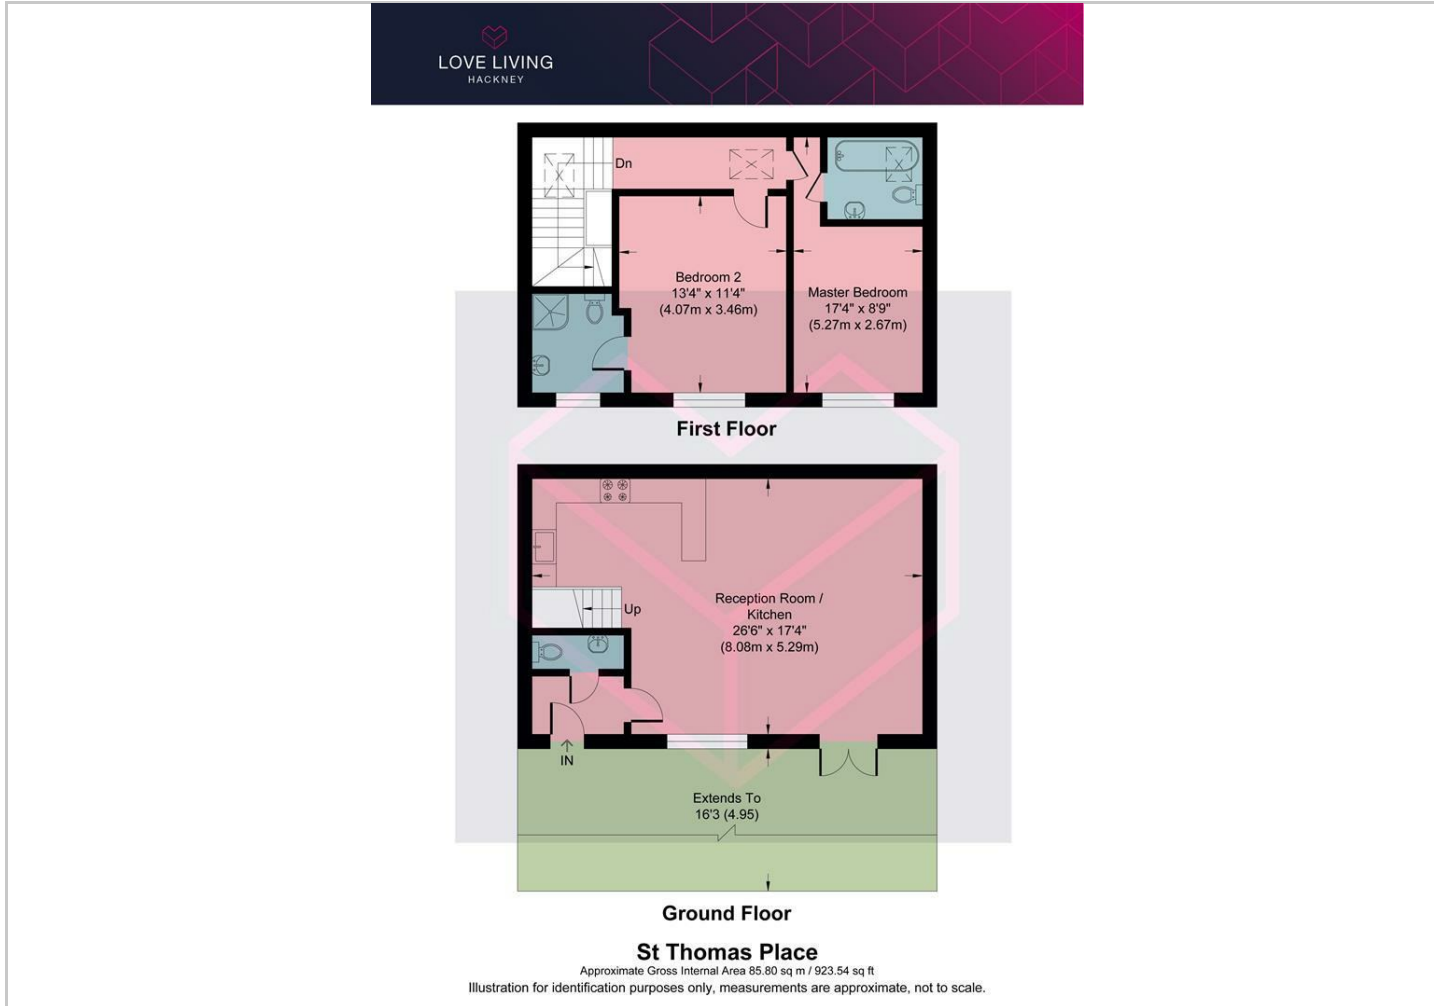 LOVE LIVING
HACKNEY
Dn
Bedroom 2
13'4" x 11'4"
(4.07m x 3.46m)
Master Bedroom
17'4" x 8'9"
(5.27m x 2.67m)
First Floor
Reception Room /
Kitchen
26'6" x 17'4"
(8.08m x 5.29m)
Up
IN
Extends To
16'3 (4.95)
Ground Floor
St Thomas Place
Approximate Gross Internal Area 85.80 sq m / 923.54 sq ft
Illustration for identification purposes only, measurements are approximate, not to scale.